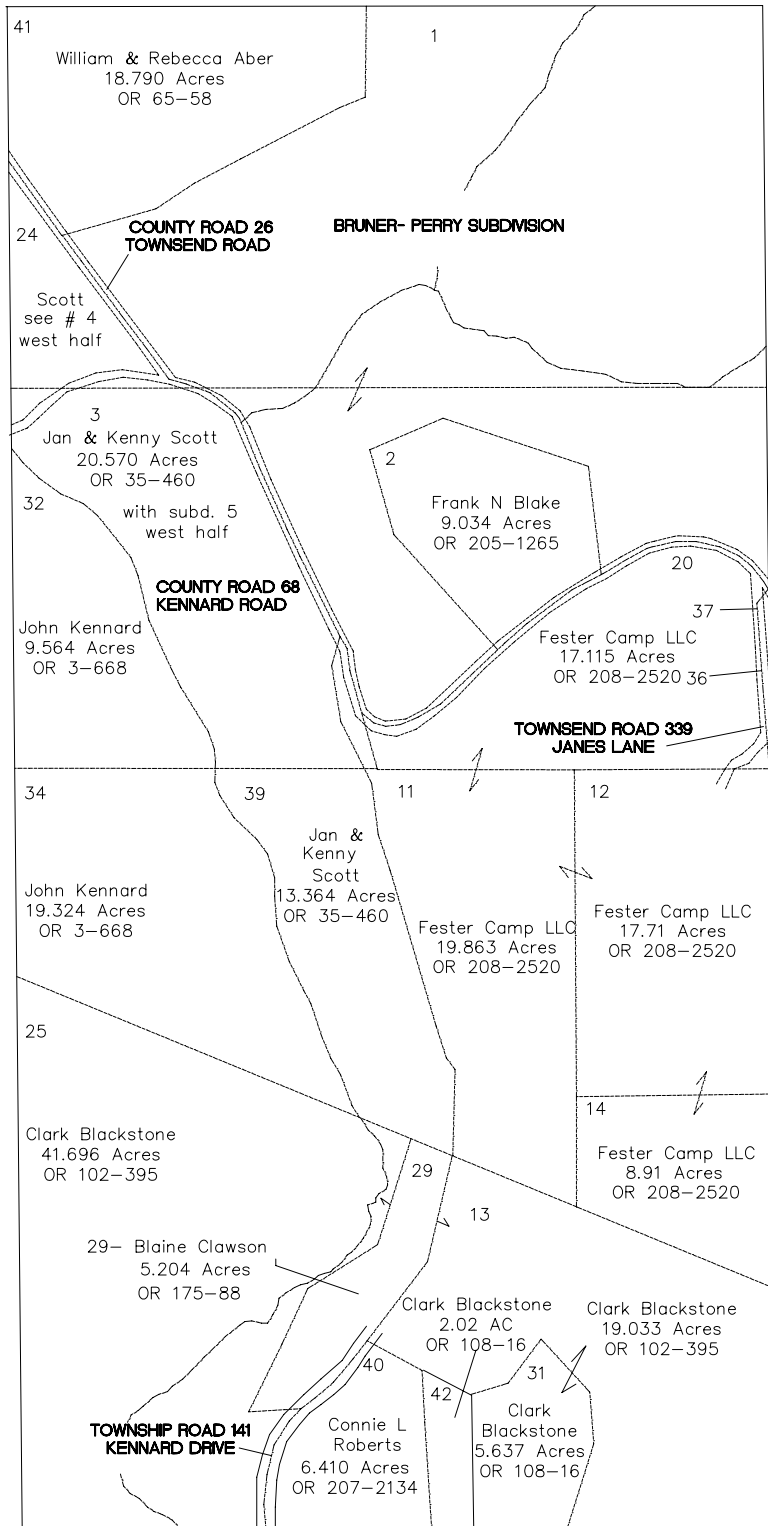 41
1
William & Rebecca Aber
18.790 Acres
OR 65-58
COUNTY ROAD 26
TOWNSEND ROAD
BRUNER- PERRY SUBDIVISION
24
Scott
see # 4
west half
3
Jan & Kenny Scott
20.570 Acres
OR 35-460
with subd. 5
west half
2
Frank N Blake
9.034 Acres
OR 205-1265
32
COUNTY ROAD 68
KENNARD ROAD
John Kennard
9.564 Acres
OR 3-668
20
37
Fester Camp LLC
17.115 Acres
OR 208-2520
36
TOWNSEND ROAD 339
JANES LANE
34
39
11
12
Jan &
Kenny
Scott
13.364 Acres
OR 35-460
John Kennard
19.324 Acres
OR 3-668
Fester Camp LLC
19.863 Acres
OR 208-2520
Fester Camp LLC
17.71 Acres
OR 208-2520
25
14
Clark Blackstone
41.696 Acres
OR 102-395
Fester Camp LLC
8.91 Acres
OR 208-2520
29
13
29- Blaine Clawson
5.204 Acres
OR 175-88
Clark Blackstone
2.02 AC
OR 108-16
Clark Blackstone
19.033 Acres
OR 102-395
40
42
31
TOWNSHIP ROAD 141
KENNARD DRIVE
Connie L
Roberts
6.410 Acres
OR 207-2134
Clark
Blackstone
5.637 Acres
OR 108-16